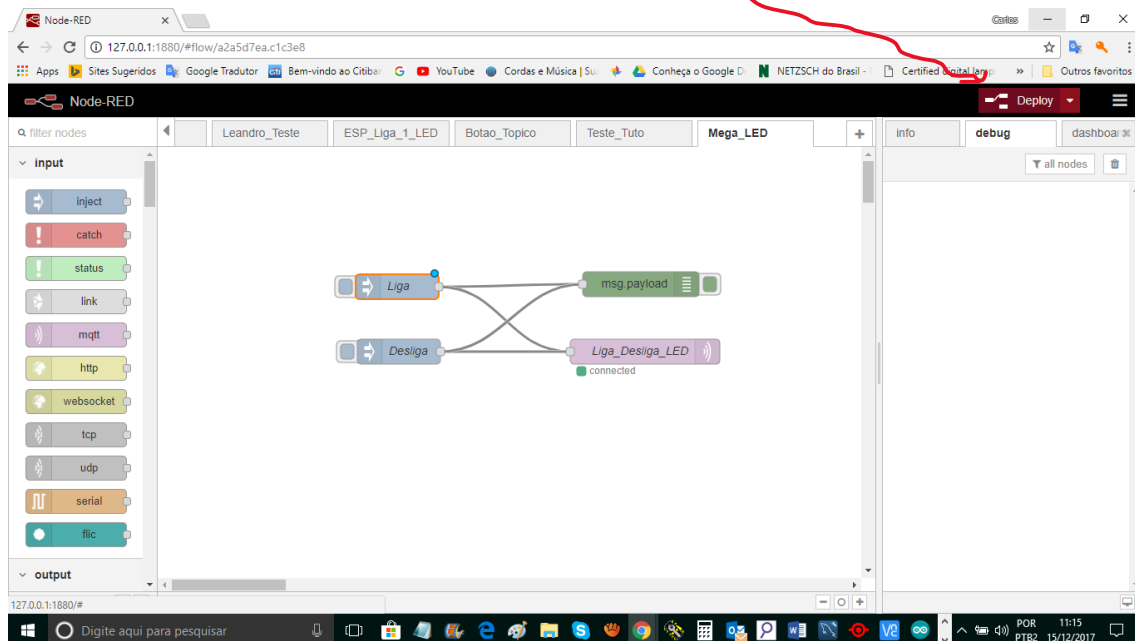 Node-RED
Carlos
127.0.0.1:1880/#flow/a2a5d7ea.c1c3e8
Apps Sites Sugeridos Google Tradutor Bem-vindo ao Citiban YouTube Cordas e Música | Su Conheça o Google D NETZSCH do Brasil - Certified digital lamp » Outros favoritos
Node-RED Deploy
filter nodes Leandro_Teste ESP_Liga_1_LED Botao_Topico Teste_Tuto Mega_LED + info debug dashboar
input all nodes
inject
catch
status
link
mqtt
http
websocket
tcp
udp
serial
flic
Liga msg.payload
Desliga Liga_Desliga_LED
connected
output
127.0.0.1:1880/#
Digite aqui para pesquisar POR 11:15
PTB2 15/12/2017